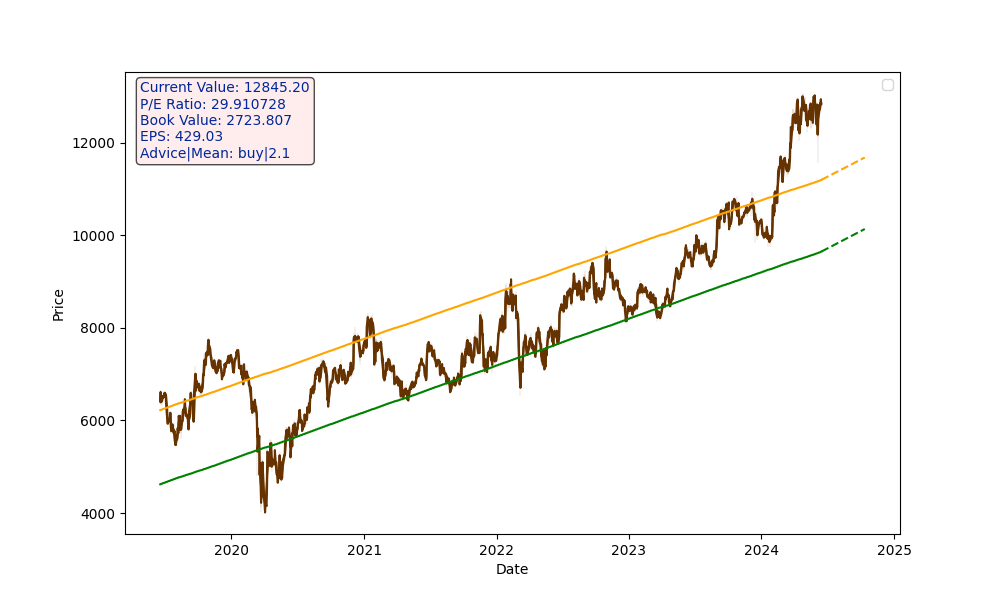 Current Value: 12845.20
P/E Ratio: 29.910728
Book Value: 2723.807
EPS: 429.03
Advice|Mean: buy|2.1
12000
10000
8000
6000
4000
Price
2020 2021 2022 2023 2024 2025
Date